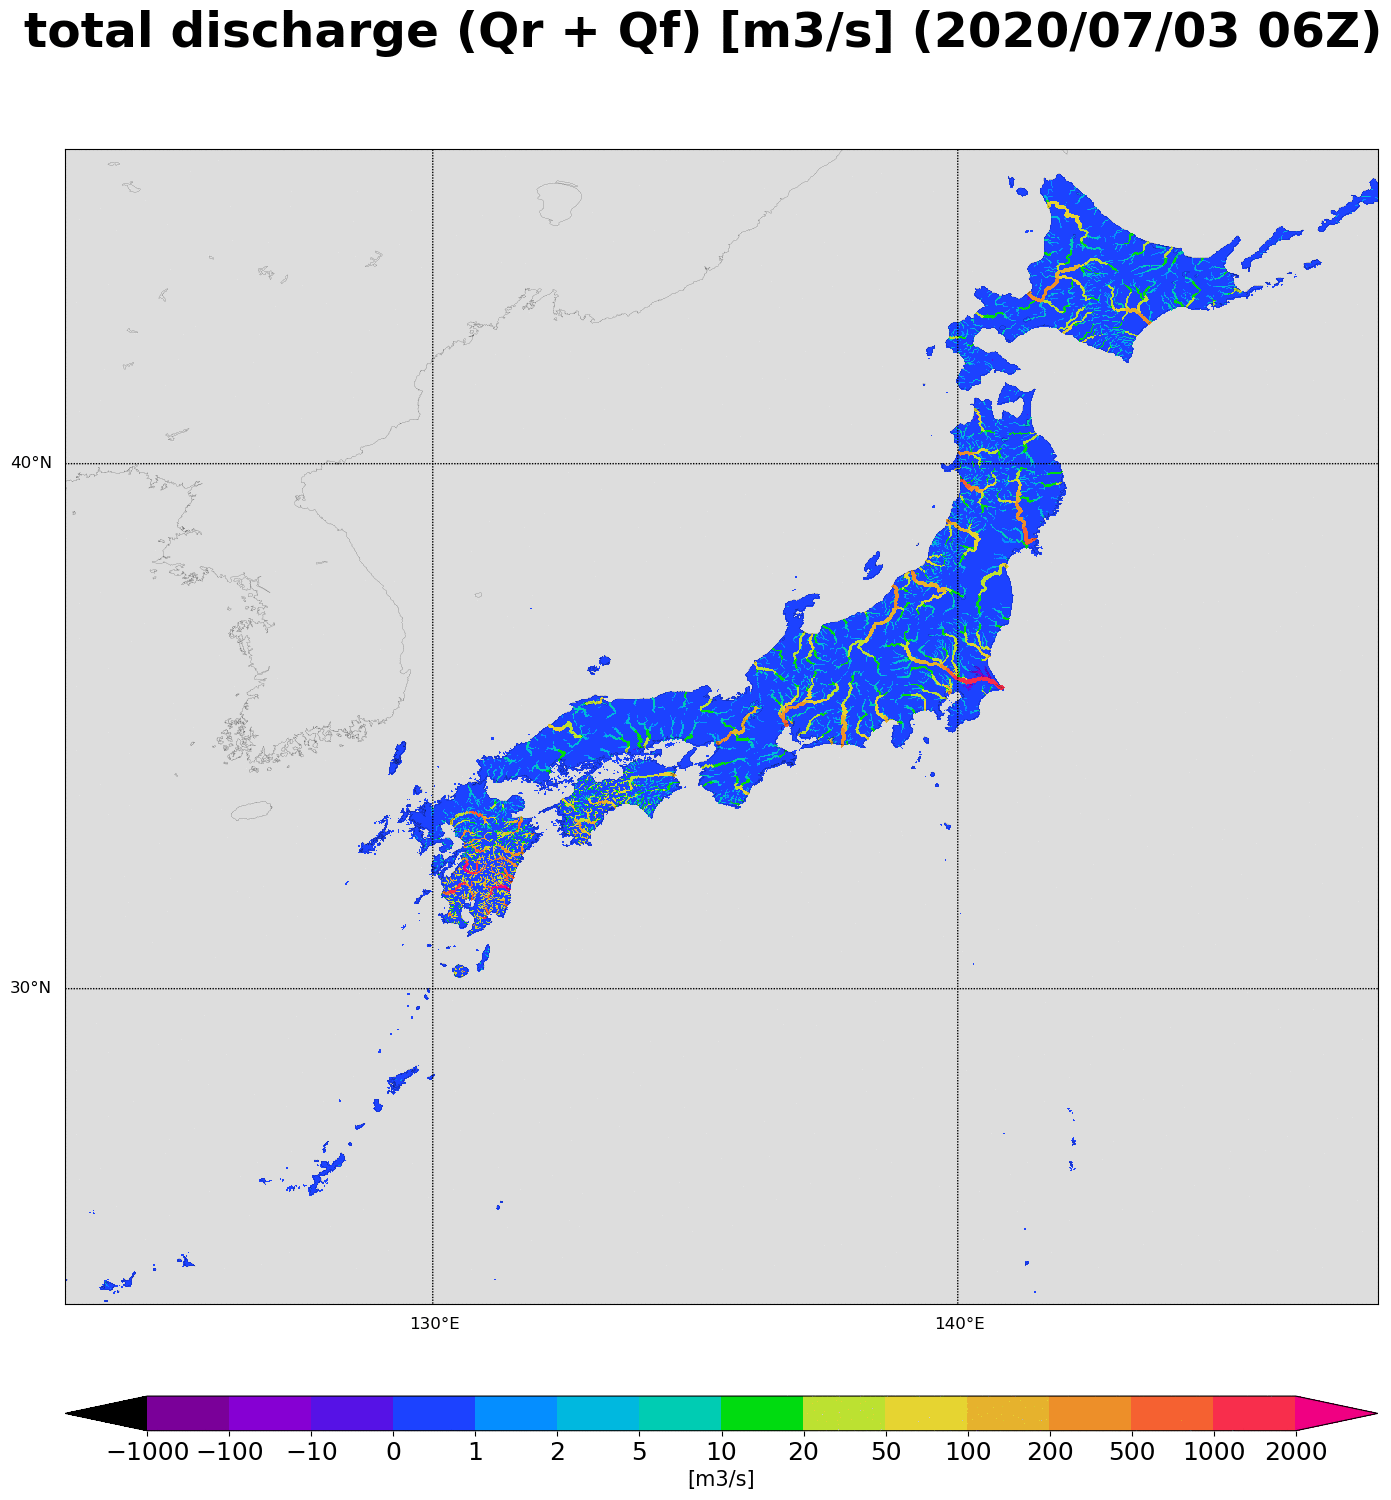 total discharge (Qr + Qf) [m3/s] (2020/07/03 06Z)
40°N
30°N
130°E 140°E
−1000 −100 −10 0 1 2 5 10 20 50 100 200 500 1000 2000
[m3/s]